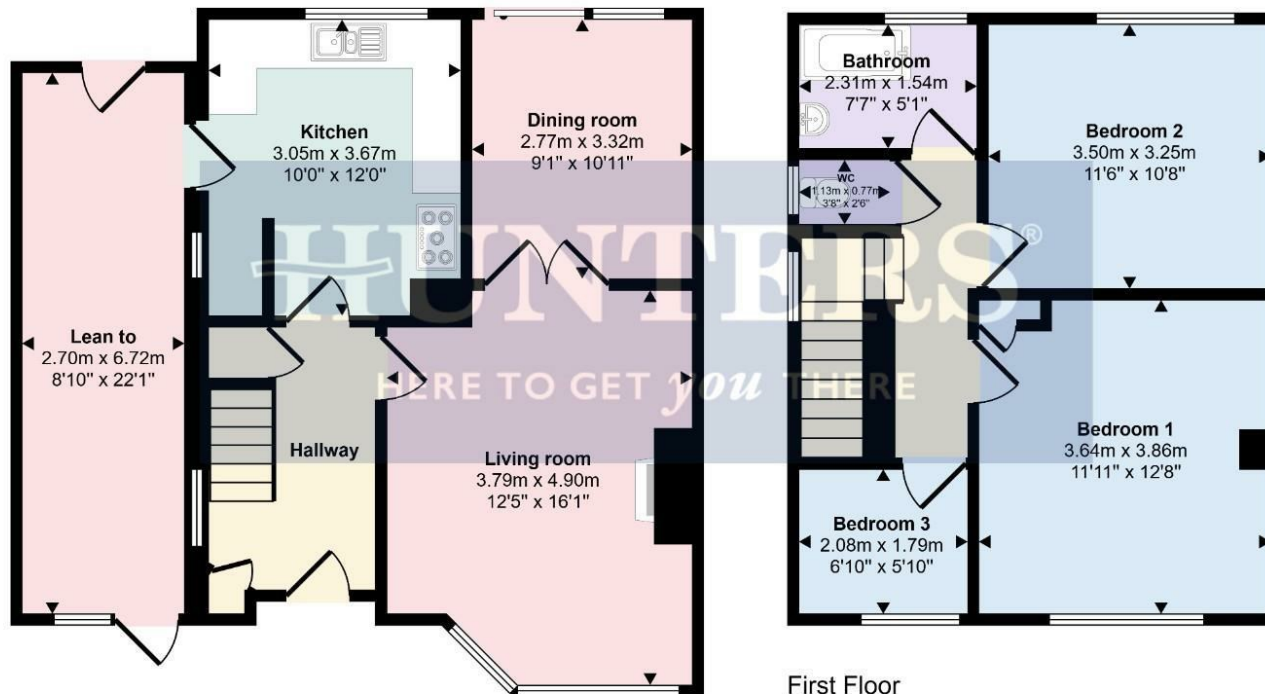 Kitchen
3.05m x 3.67m
10'0" x 12'0"
Dining room
2.77m x 3.32m
9'1" x 10'11"
Lean to
2.70m x 6.72m
8'10" x 22'1"
Hallway
Living room
3.79m x 4.90m
12'5" x 16'1"
Bathroom
2.31m x 1.54m
7'7" x 5'1"
WC
1.13m x 0.77m
3'8" x 2'6"
Bedroom 2
3.50m x 3.25m
11'6" x 10'8"
Bedroom 1
3.64m x 3.86m
11'11" x 12'8"
Bedroom 3
2.08m x 1.79m
6'10" x 5'10"
First Floor
HUNTERS®
HERE TO GET you THERE